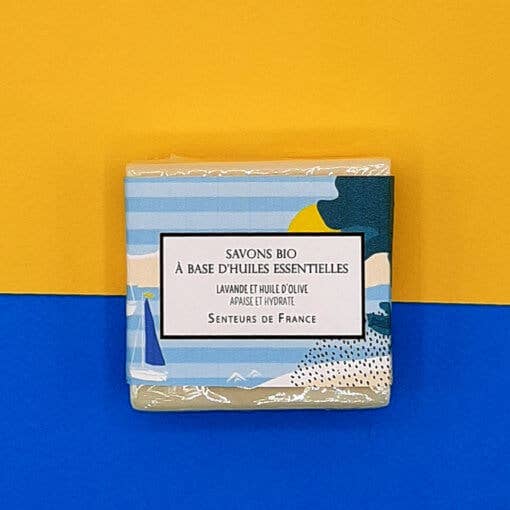 SAVONS BIO
À BASE D'HUILES ESSENTIELLES
LAVANDE ET HUILE D'OLIVE
APAISE ET HYDRATE
SENTEURS DE FRANCE